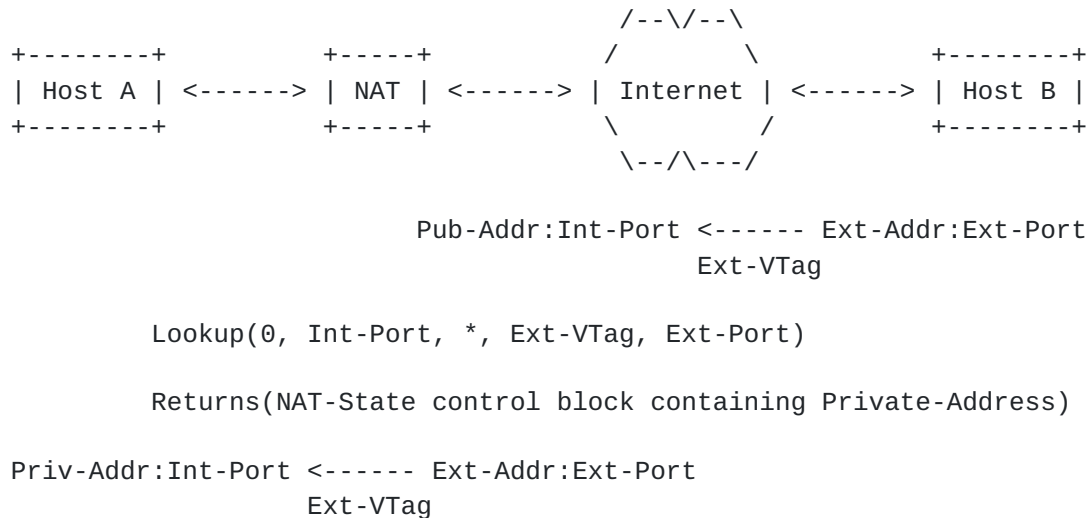 /--\/--\
+--------+ +-----+ / \ +--------+
| Host A | <------> | NAT | <------> | Internet | <------> | Host B |
+--------+ +-----+ \ / +--------+
\--/\---/
Pub-Addr:Int-Port <------ Ext-Addr:Ext-Port
Ext-VTag
Lookup(0, Int-Port, *, Ext-VTag, Ext-Port)
Returns(NAT-State control block containing Private-Address)
Priv-Addr:Int-Port <------ Ext-Addr:Ext-Port
Ext-VTag